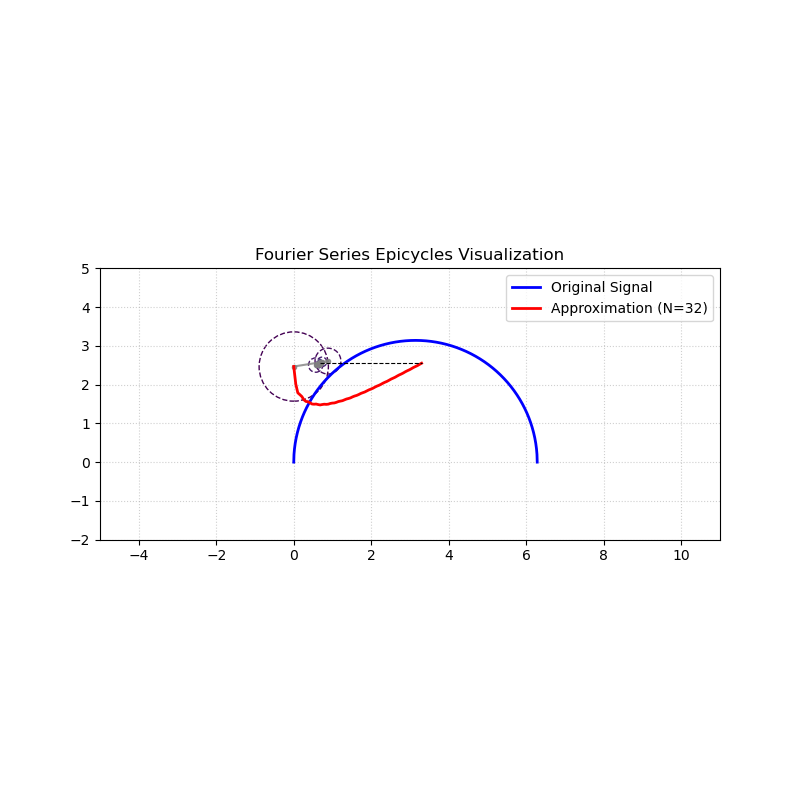 Fourier Series Epicycles Visualization
Original Signal
Approximation (N=32)
5
4
3
2
1
0
−1
−2
−4 −2 0 2 4 6 8 10